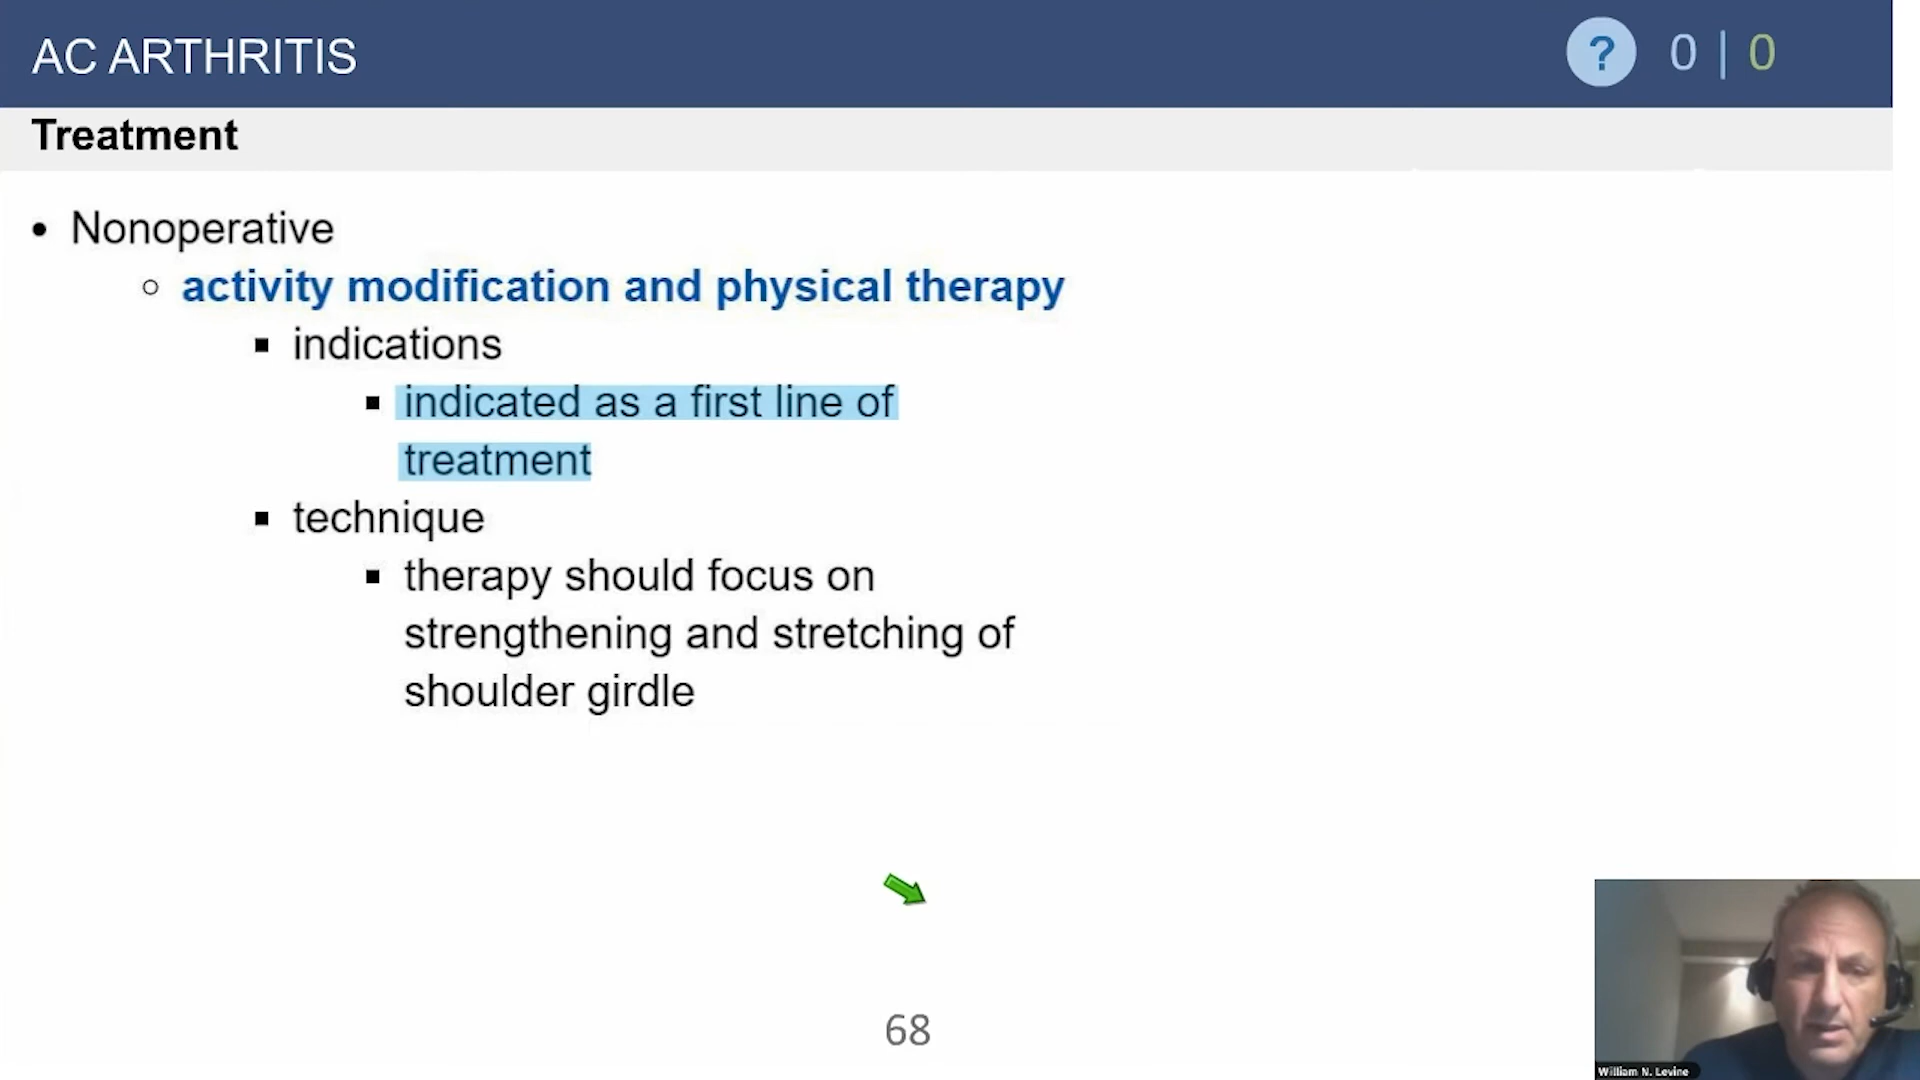 AC ARTHRITIS
? 0 | 0
Treatment
• Nonoperative
○ activity modification and physical therapy
▪ indications
▪ indicated as a first line of
treatment
▪ technique
▪ therapy should focus on
strengthening and stretching of
shoulder girdle
68
William N. Levine